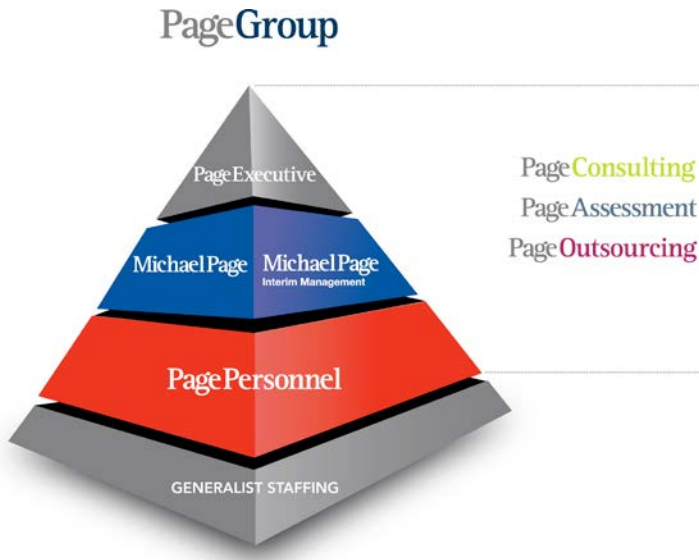 PageGroup
PageExecutive
MichaelPage
MichaelPage
Interim Management
PagePersonnel
GENERALIST STAFFING
PageConsulting
PageAssessment
PageOutsourcing